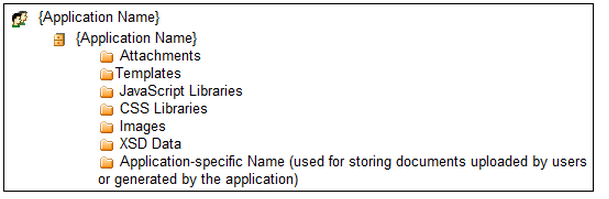 {Application Name}
{Application Name}
Attachments
Templates
JavaScript Libraries
CSS Libraries
Images
XSD Data
Application-specific Name (used for storing documents uploaded by users
or generated by the application)